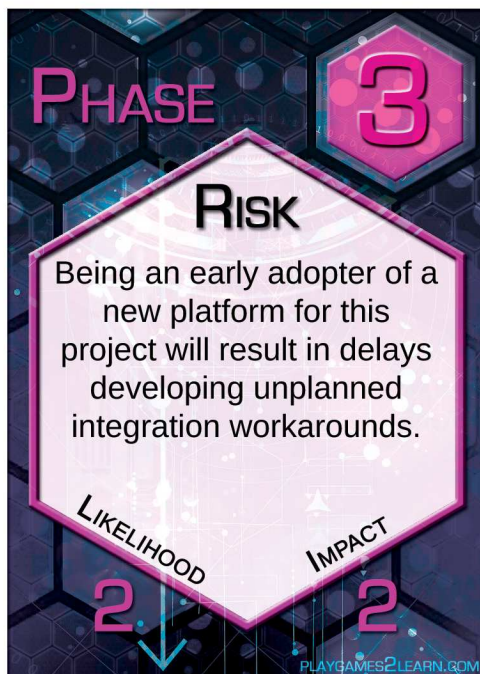 PHASE 3
RISK
Being an early adopter of a
new platform for this
project will result in delays
developing unplanned
integration workarounds.
LIKELIHOOD IMPACT
2 2
PLAYGAMES2LEARN.COM